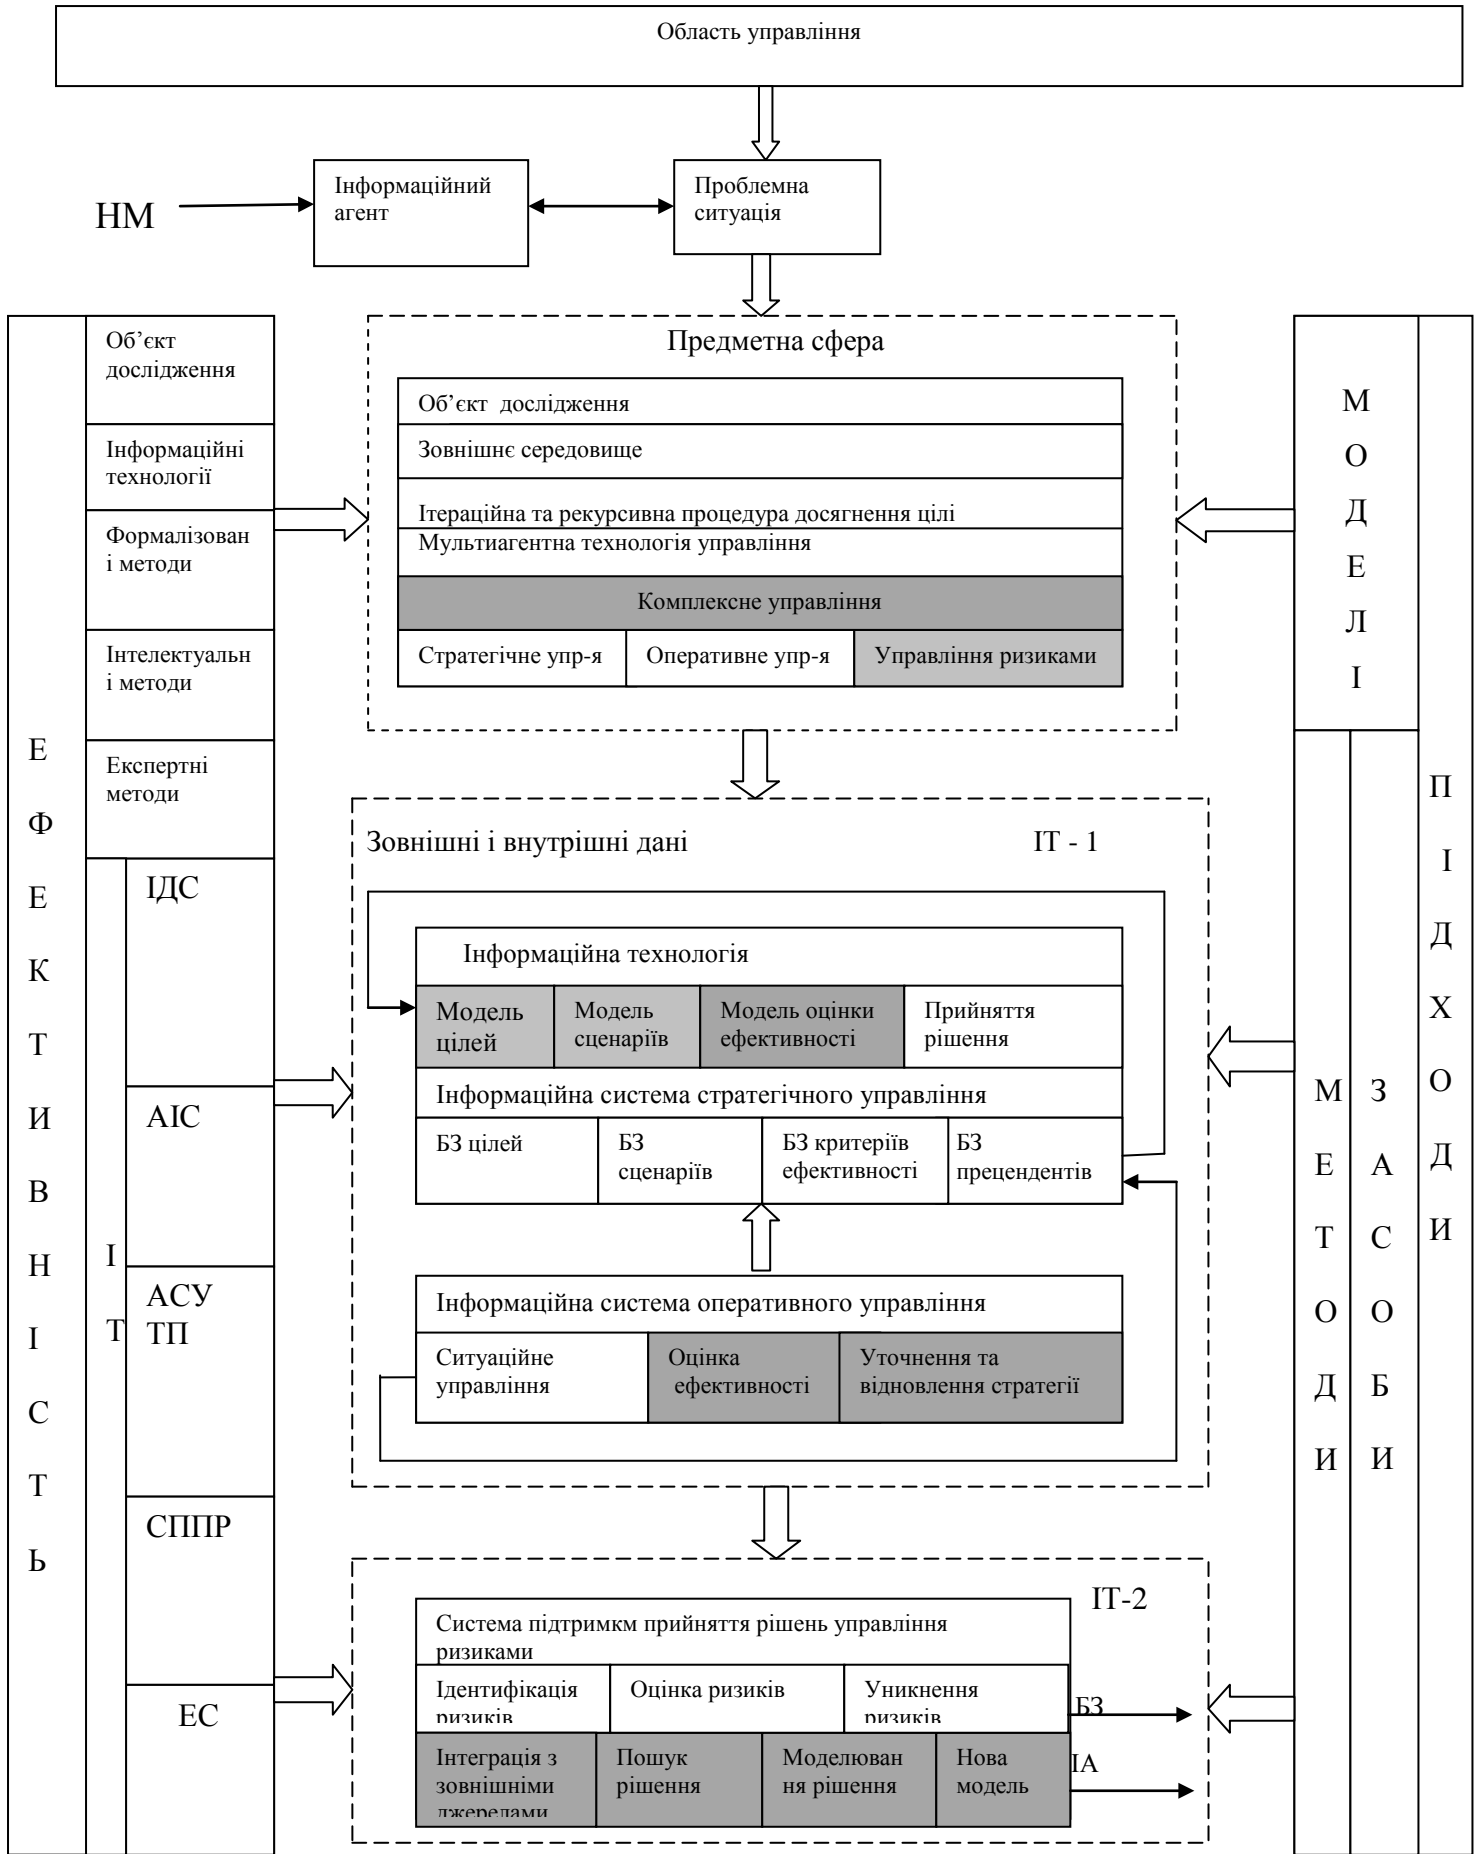 Область управління
НМ
Інформаційний
агент
Проблемна
ситуація
ЕФЕКТИВНІСТЬ
Об’єкт
дослідження
Інформаційні
технології
Формалізован
і методи
Інтелектуальн
і методи
Експертні
методи
ІТ
ІДС
АІС
АСУ
ТП
СППР
ЕС
Предметна сфера
Об’єкт дослідження
Зовнішнє середовище
Ітераційна та рекурсивна процедура досягнення цілі
Мультиагентна технологія управління
Комплексне управління
Стратегічне упр-я
Оперативне упр-я
Управління ризиками
Зовнішні і внутрішні дані
ІТ - 1
Інформаційна технологія
Модель
цілей
Модель
сценаріїв
Модель оцінки
ефективності
Прийняття
рішення
Інформаційна система стратегічного управління
БЗ цілей
БЗ
сценаріїв
БЗ критеріїв
ефективності
БЗ
прецендентів
Інформаційна система оперативного управління
Ситуаційне
управління
Оцінка
ефективності
Уточнення та
відновлення стратегії
ІТ-2
Система підтримкм прийняття рішень управління
ризиками
Ідентифікація
ризиків
Оцінка ризиків
Уникнення
ризиків
БЗ
Інтеграція з
зовнішніми
джерелами
Пошук
рішення
Моделюван
ня рішення
Нова
модель
ІА
МОДЕЛІ
МЕТОДИ
ЗАСОБИ
ПІДХОДИ